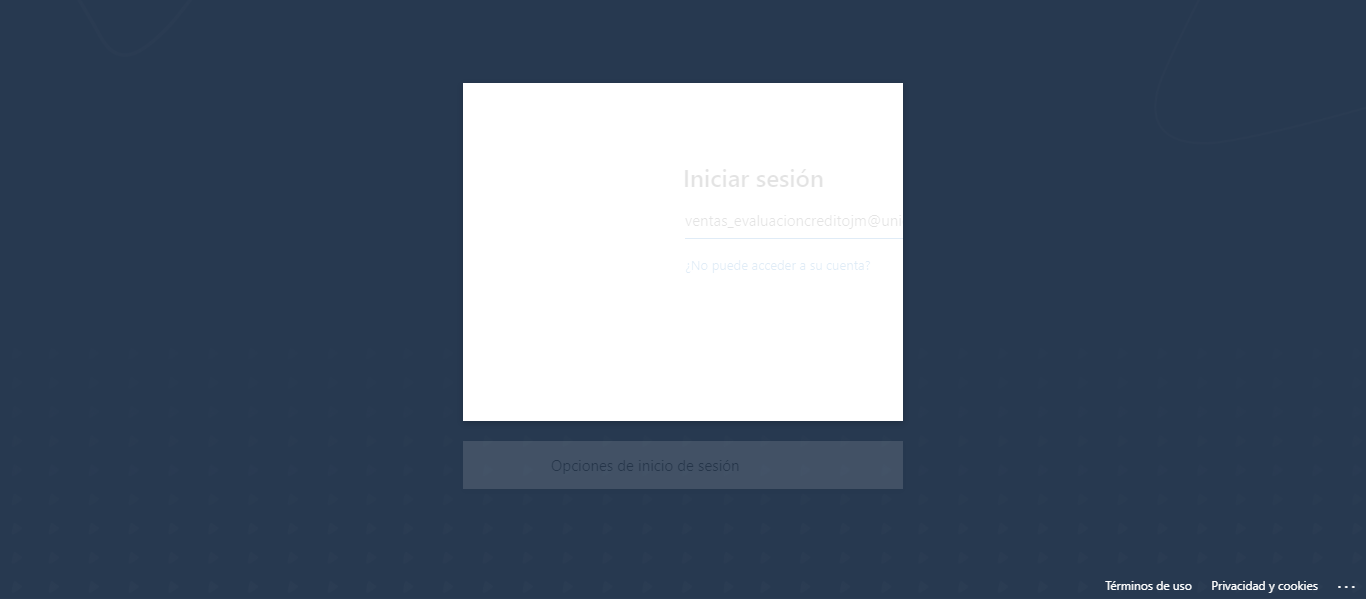 Iniciar sesión
ventas_evaluacioncreditojm@uni
¿No puede acceder a su cuenta?
Opciones de inicio de sesión
Términos de uso Privacidad y cookies ...